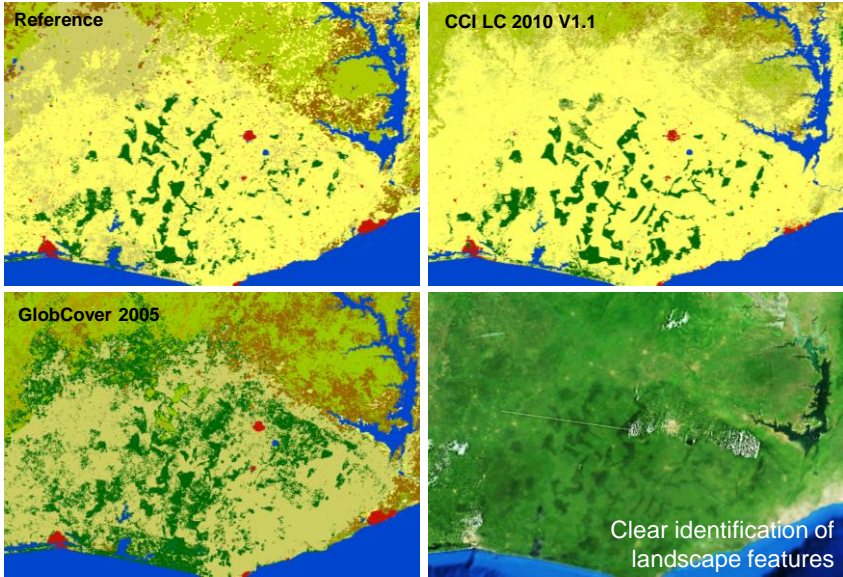 Reference
CCI LC 2010 V1.1
GlobCover 2005
Clear identification of
landscape features